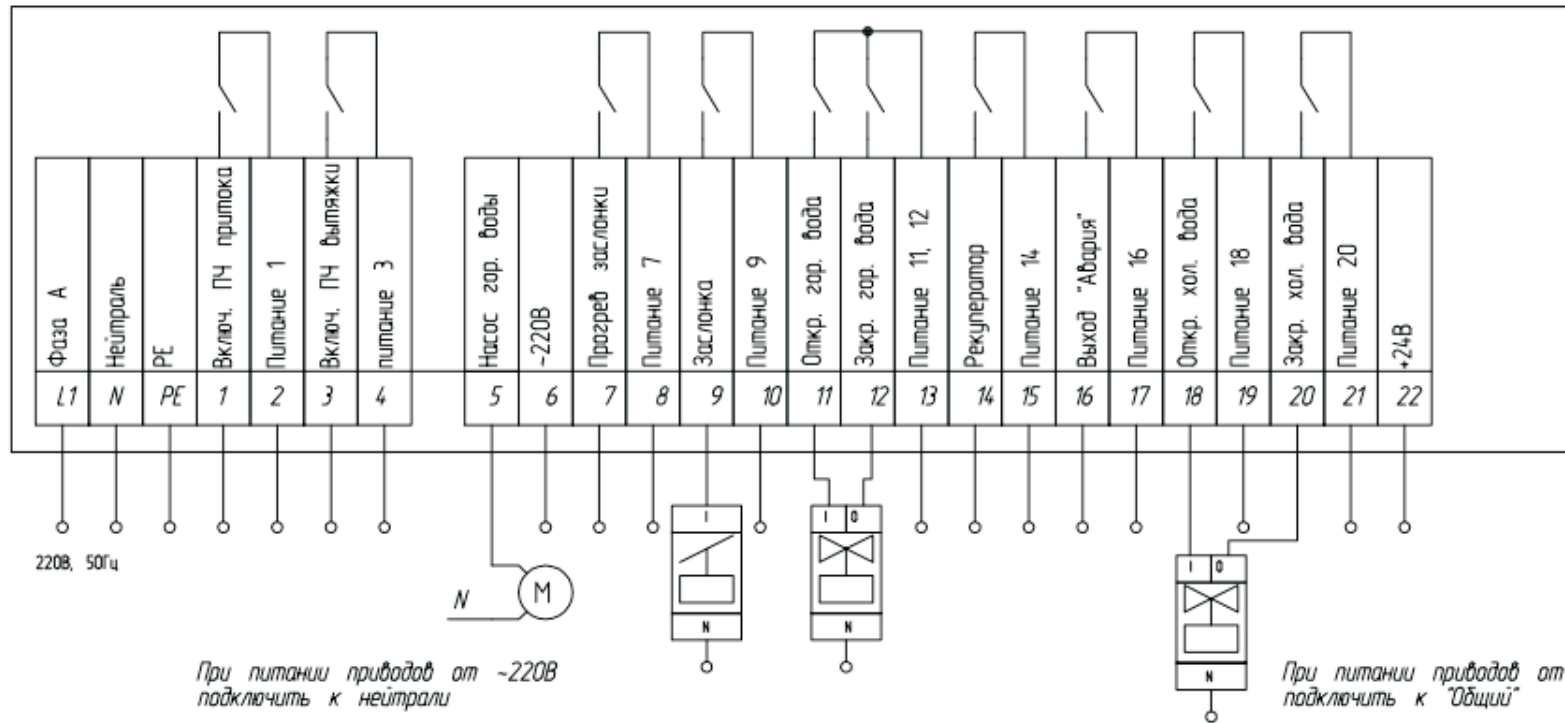 Фаза А
Нейтраль
РЕ
Включ. ПЧ притока
Питание 1
Включ. ПЧ вытяжки
питание 3
Насос гор. воды
~220В
Прогрев заслонки
Питание 7
Заслонка
Питание 9
Откр. гор. вода
Закр. гор. вода
Питание 11, 12
Рекуператор
Питание 14
Выход "Авария"
Питание 16
Откр. хол. вода
Питание 18
Закр. хол. вода
Питание 20
+24В
L1 N PE 1 2 3 4 5 6 7 8 9 10 11 12 13 14 15 16 17 18 19 20 21 22
220В, 50Гц
N
M
I
N
I 0
N
I 0
N
При питании приводов от ~220В
подключить к нейтрали
При питании приводов от
подключить к "Общий"